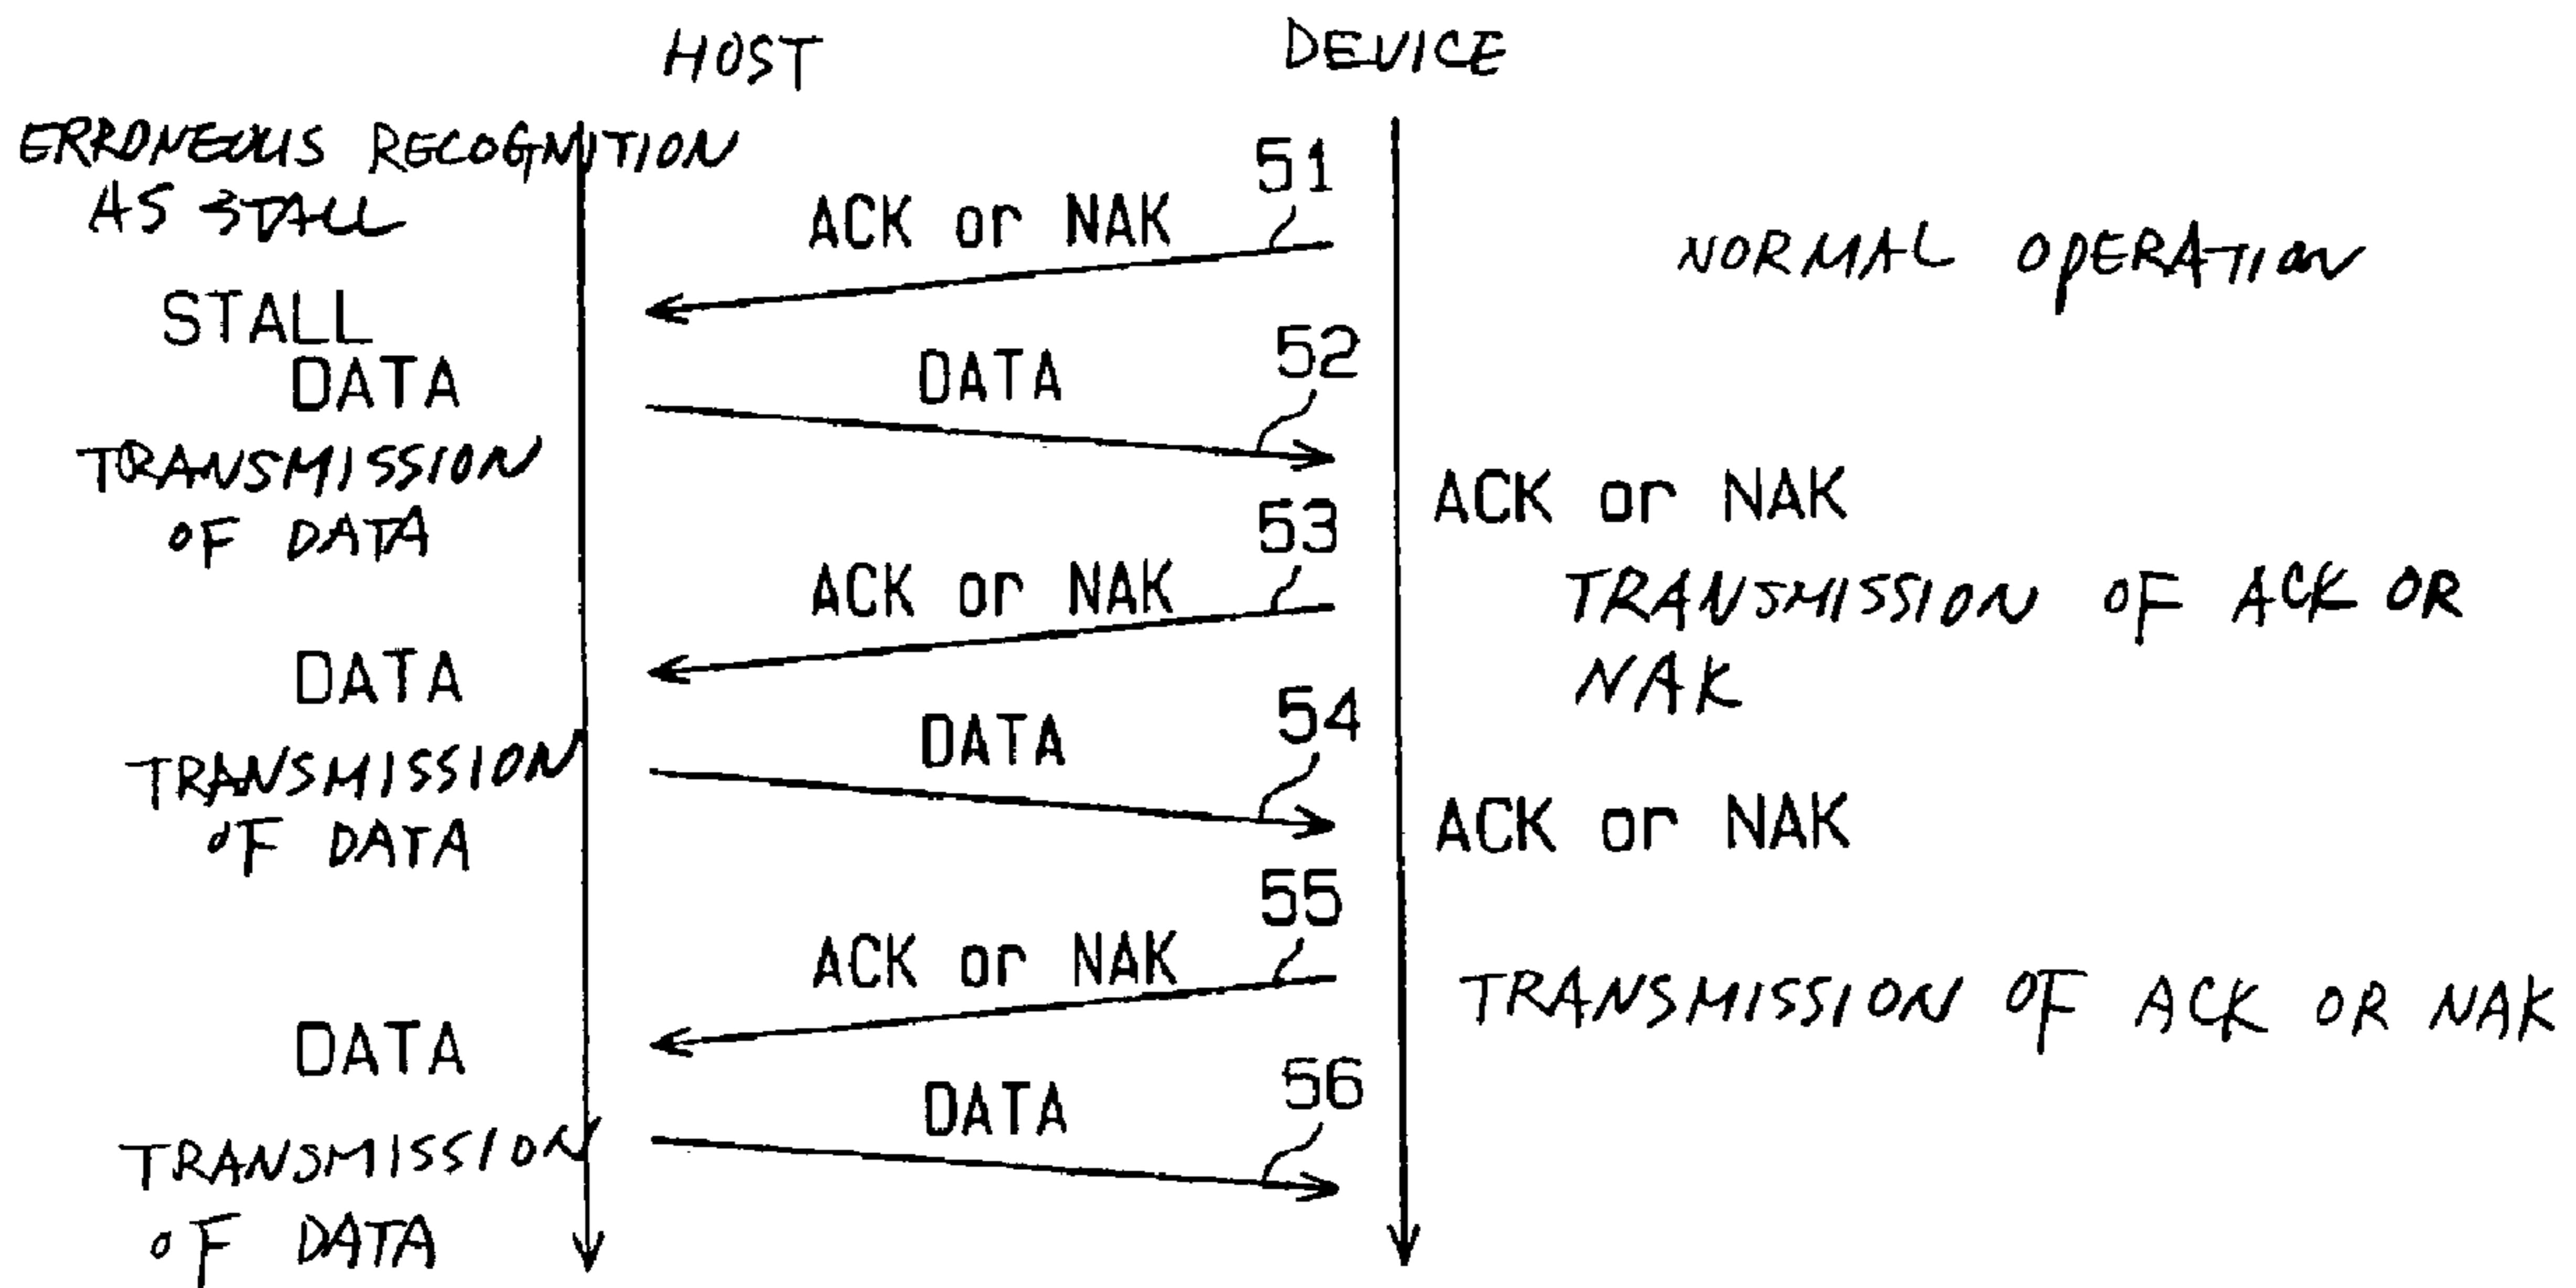 HOST
DEVICE
ERRONEOUS RECOGNITION
AS STALL
51
ACK or NAK
NORMAL OPERATION
STALL
52
DATA
DATA
TRANSMISSION
OF DATA
ACK or NAK
53
ACK or NAK
TRANSMISSION OF ACK OR
NAK
DATA
54
DATA
TRANSMISSION
OF DATA
ACK or NAK
55
ACK or NAK
TRANSMISSION OF ACK OR NAK
DATA
56
DATA
TRANSMISSION
OF DATA